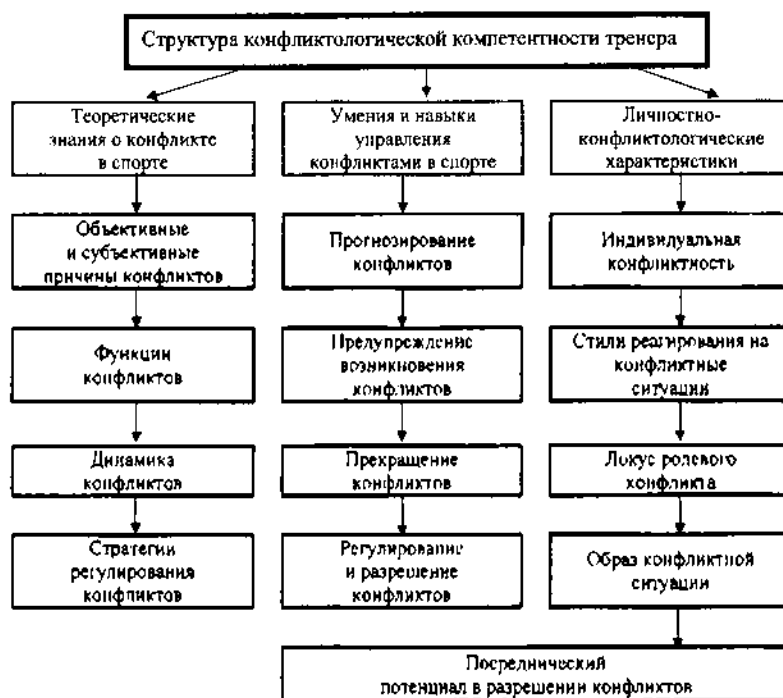 Структура конфликтологической компетентности тренера
Теоретические
знания о конфликте
в спорте
Объективные
и субъективные
причины конфликтов
Функции
конфликтов
Динамика
конфликтов
Стратегии
регулирования
конфликтов
Умения и навыки
управления
конфликтами в спорте
Прогнозирование
конфликтов
Предупреждение
возникновения
конфликтов
Прекращение
конфликтов
Регулирование
и разрешение
конфликтов
Личностно-
конфликтологические
характеристики
Индивидуальная
конфликтность
Стили реагирования на
конфликтные
ситуации
Локус ролевого
конфликта
Образ конфликтной
ситуации
Посреднический
потенциал в разрешении конфликтов